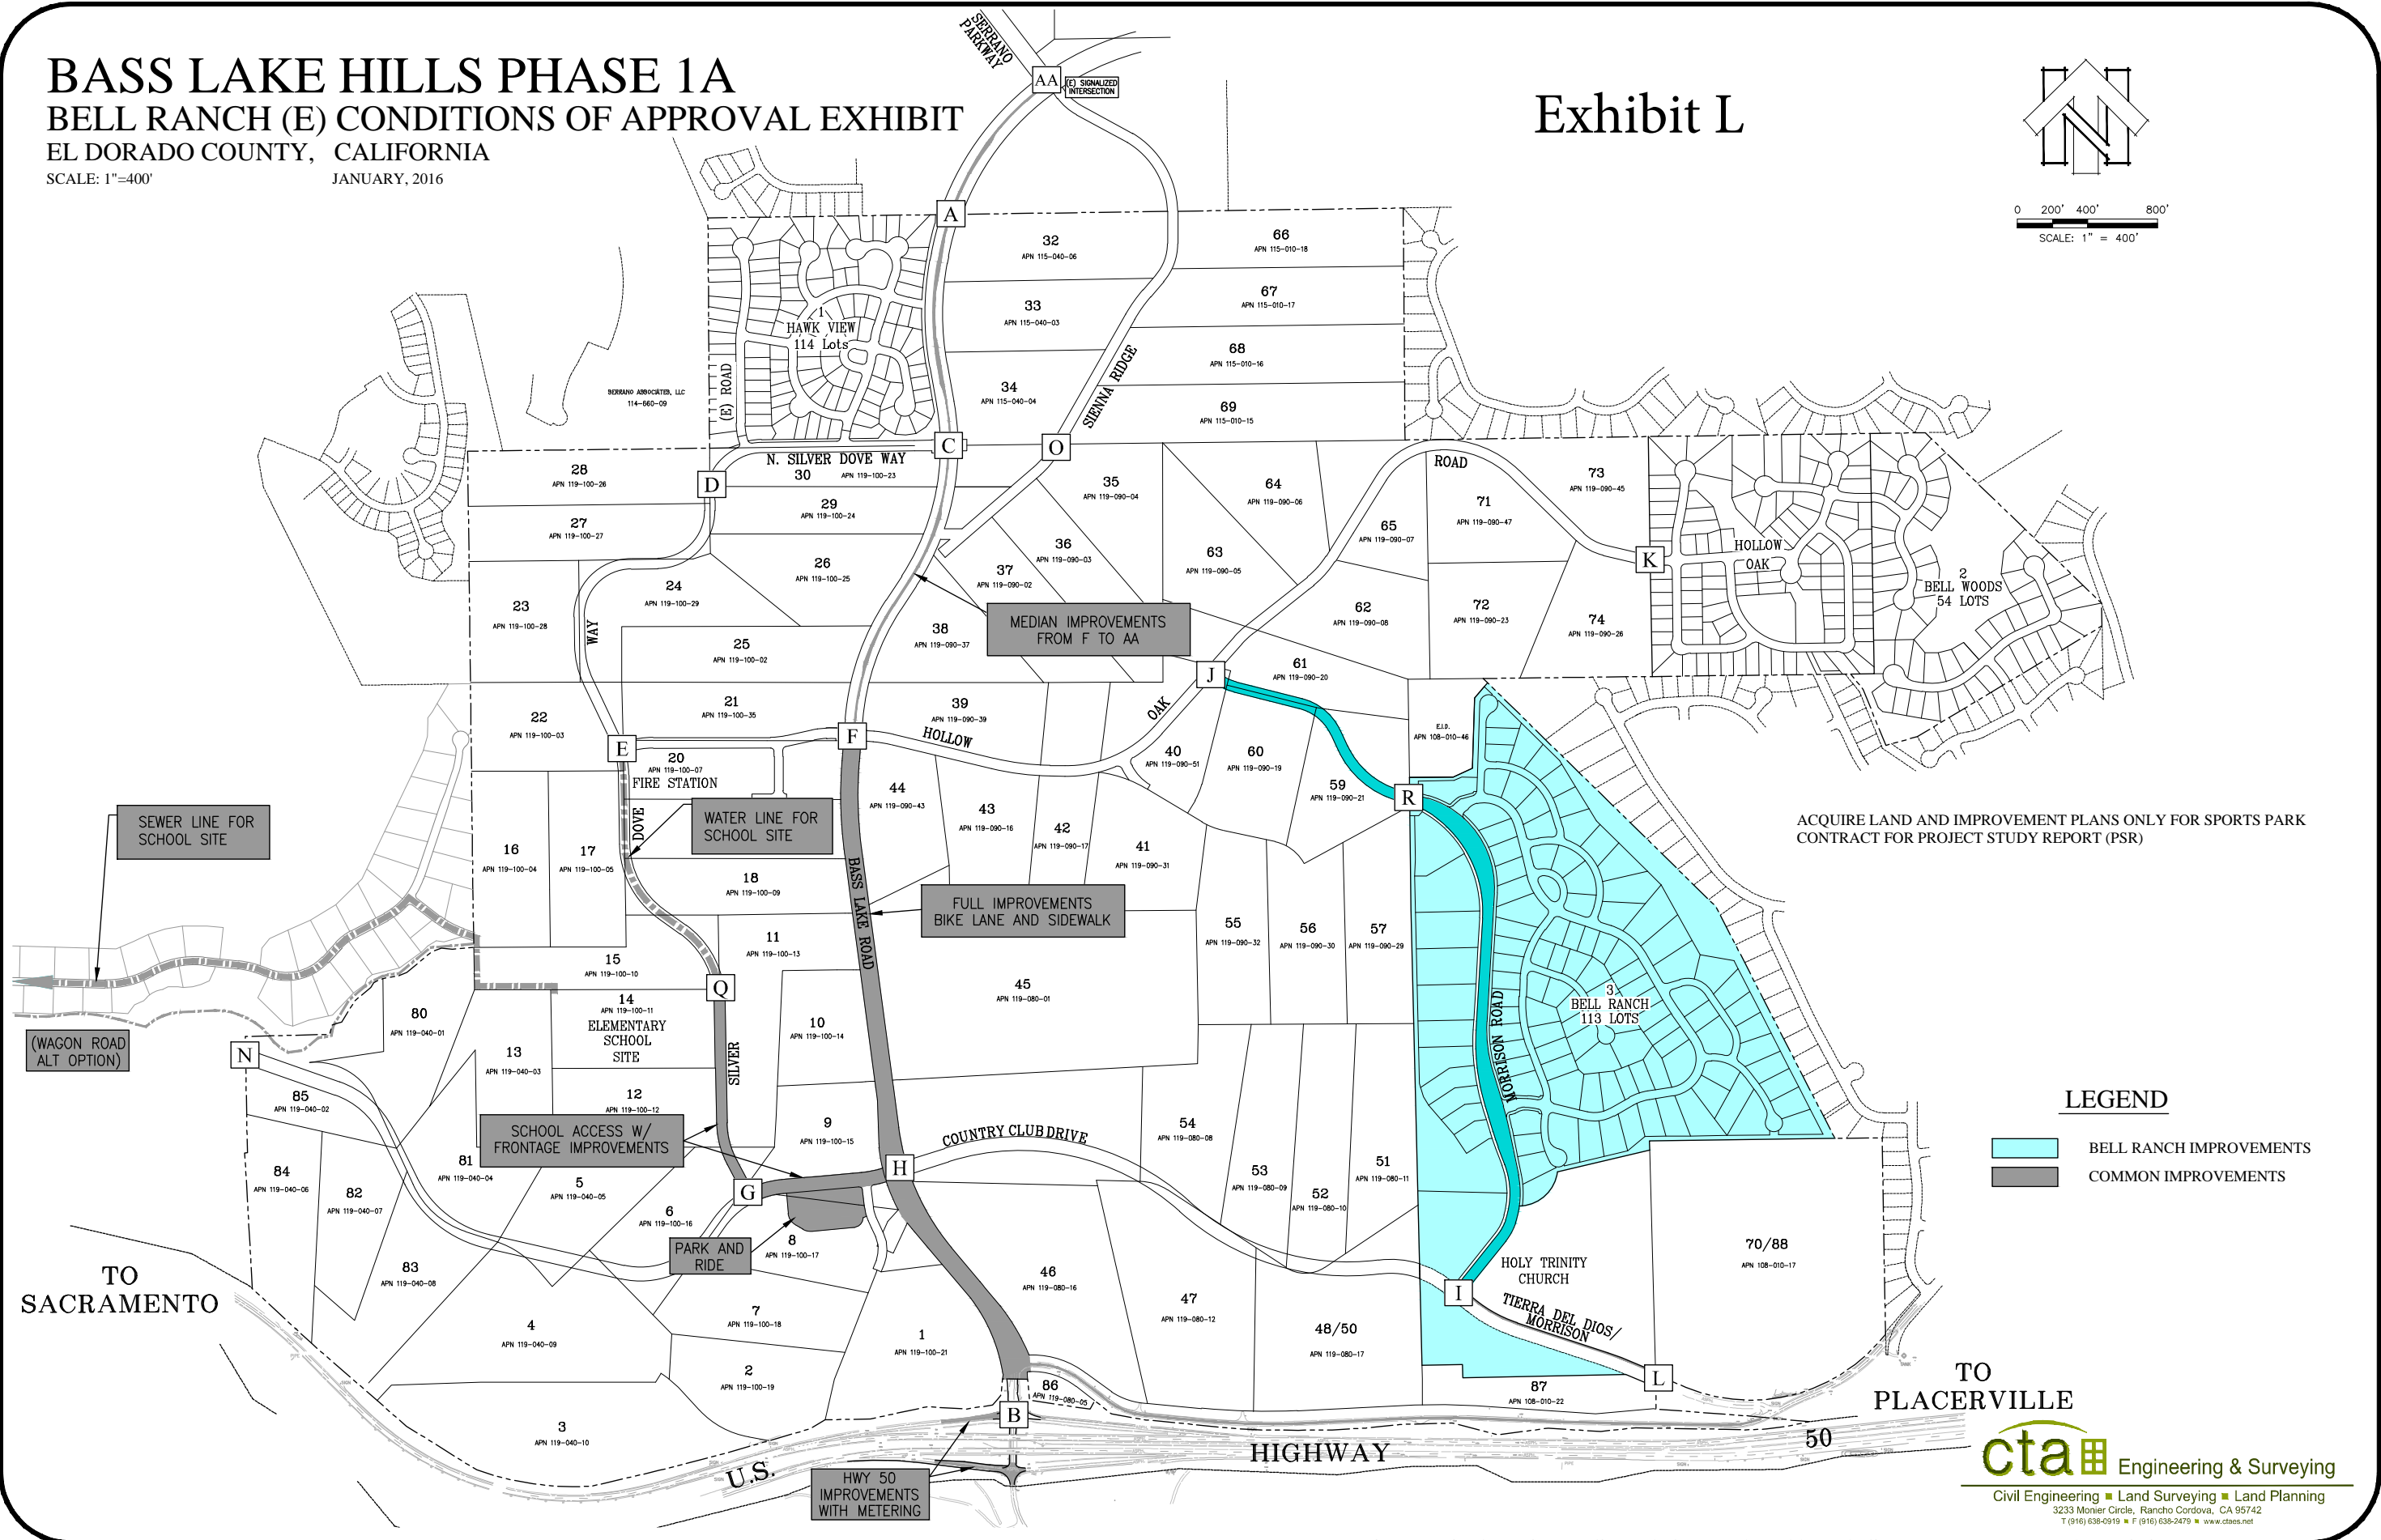 BASS LAKE HILLS PHASE 1A
BELL RANCH (E) CONDITIONS OF APPROVAL EXHIBIT
EL DORADO COUNTY, CALIFORNIA
SCALE: 1"=400'
JANUARY, 2016
Exhibit L
N
0 200' 400' 800'
SCALE: 1" = 400'
SERRANO
PARKWAY
AA
(E) SIGNALIZED
INTERSECTION
A
32
APN 115-040-06
66
APN 115-010-18
33
APN 115-040-03
67
APN 115-010-17
1
HAWK VIEW
114 Lots
68
APN 115-010-16
34
APN 115-040-04
SIENNA RIDGE
69
APN 115-010-15
SERRANO ASSOCIATES, LLC
114-660-09
(E) ROAD
C
O
N. SILVER DOVE WAY
D
28
APN 119-100-26
30
APN 119-100-23
35
APN 119-090-04
64
APN 119-090-06
ROAD
73
APN 119-090-45
27
APN 119-100-27
29
APN 119-100-24
71
APN 119-090-47
65
APN 119-090-07
36
APN 119-090-03
63
APN 119-090-05
HOLLOW
OAK
K
26
APN 119-100-25
37
APN 119-090-02
2
BELL WOODS
54 LOTS
24
APN 119-100-29
23
APN 119-100-28
WAY
62
APN 119-090-08
72
APN 119-090-23
74
APN 119-090-26
MEDIAN IMPROVEMENTS
FROM F TO AA
25
APN 119-100-02
38
APN 119-090-37
J
61
APN 119-090-20
22
APN 119-100-03
21
APN 119-100-35
39
APN 119-090-39
OAK
HOLLOW
E
F
E.I.D.
APN 108-010-46
20
APN 119-100-07
FIRE STATION
40
APN 119-090-51
60
APN 119-090-19
59
APN 119-090-21
R
44
APN 119-090-43
43
APN 119-090-16
42
APN 119-090-17
41
APN 119-090-31
SEWER LINE FOR
SCHOOL SITE
WATER LINE FOR
SCHOOL SITE
DOVE
ACQUIRE LAND AND IMPROVEMENT PLANS ONLY FOR SPORTS PARK
CONTRACT FOR PROJECT STUDY REPORT (PSR)
16
APN 119-100-04
17
APN 119-100-05
18
APN 119-100-09
BASS LAKE ROAD
FULL IMPROVEMENTS
BIKE LANE AND SIDEWALK
55
APN 119-090-32
56
APN 119-090-30
57
APN 119-090-29
11
APN 119-100-13
15
APN 119-100-10
Q
45
APN 119-080-01
3
BELL RANCH
113 LOTS
MORRISON ROAD
14
APN 119-100-11
ELEMENTARY
SCHOOL
SITE
80
APN 119-040-01
(WAGON ROAD
ALT OPTION)
N
10
APN 119-100-14
13
APN 119-040-03
SILVER
85
APN 119-040-02
12
APN 119-100-12
SCHOOL ACCESS W/
FRONTAGE IMPROVEMENTS
9
APN 119-100-15
COUNTRY CLUB DRIVE
54
APN 119-080-08
LEGEND
BELL RANCH IMPROVEMENTS
COMMON IMPROVEMENTS
H
G
84
APN 119-040-06
82
APN 119-040-07
81
APN 119-040-04
5
APN 119-040-05
53
APN 119-080-09
52
APN 119-080-10
51
APN 119-080-11
6
APN 119-100-16
8
APN 119-100-17
PARK AND
RIDE
83
APN 119-040-08
46
APN 119-080-16
I
HOLY TRINITY
CHURCH
70/88
APN 108-010-17
TO
SACRAMENTO
TIERRA DEL DIOS/
MORRISON
47
APN 119-080-12
48/50
APN 119-080-17
7
APN 119-100-18
4
APN 119-040-09
1
APN 119-100-21
2
APN 119-100-19
L
86
APN 119-080-05
87
APN 108-010-22
TO
PLACERVILLE
B
3
APN 119-040-10
U.S.
HIGHWAY
50
HWY 50
IMPROVEMENTS
WITH METERING
cta Engineering & Surveying
Civil Engineering ■ Land Surveying ■ Land Planning
3233 Monier Circle, Rancho Cordova, CA 95742
T (916) 638-0919 ■ F (916) 638-2479 ■ www.ctaes.net